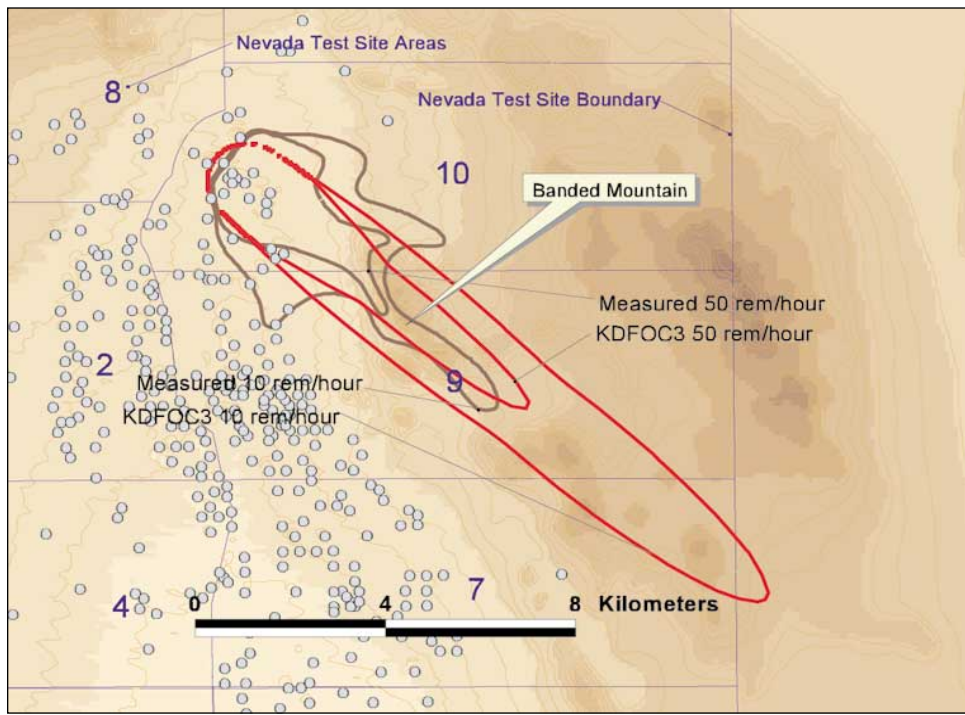 Nevada Test Site Areas
8
Nevada Test Site Boundary
10
Banded Mountain
Measured 50 rem/hour
KDFOC3 50 rem/hour
2
9
Measured 10 rem/hour
KDFOC3 10 rem/hour
7
4
0 4 8 Kilometers